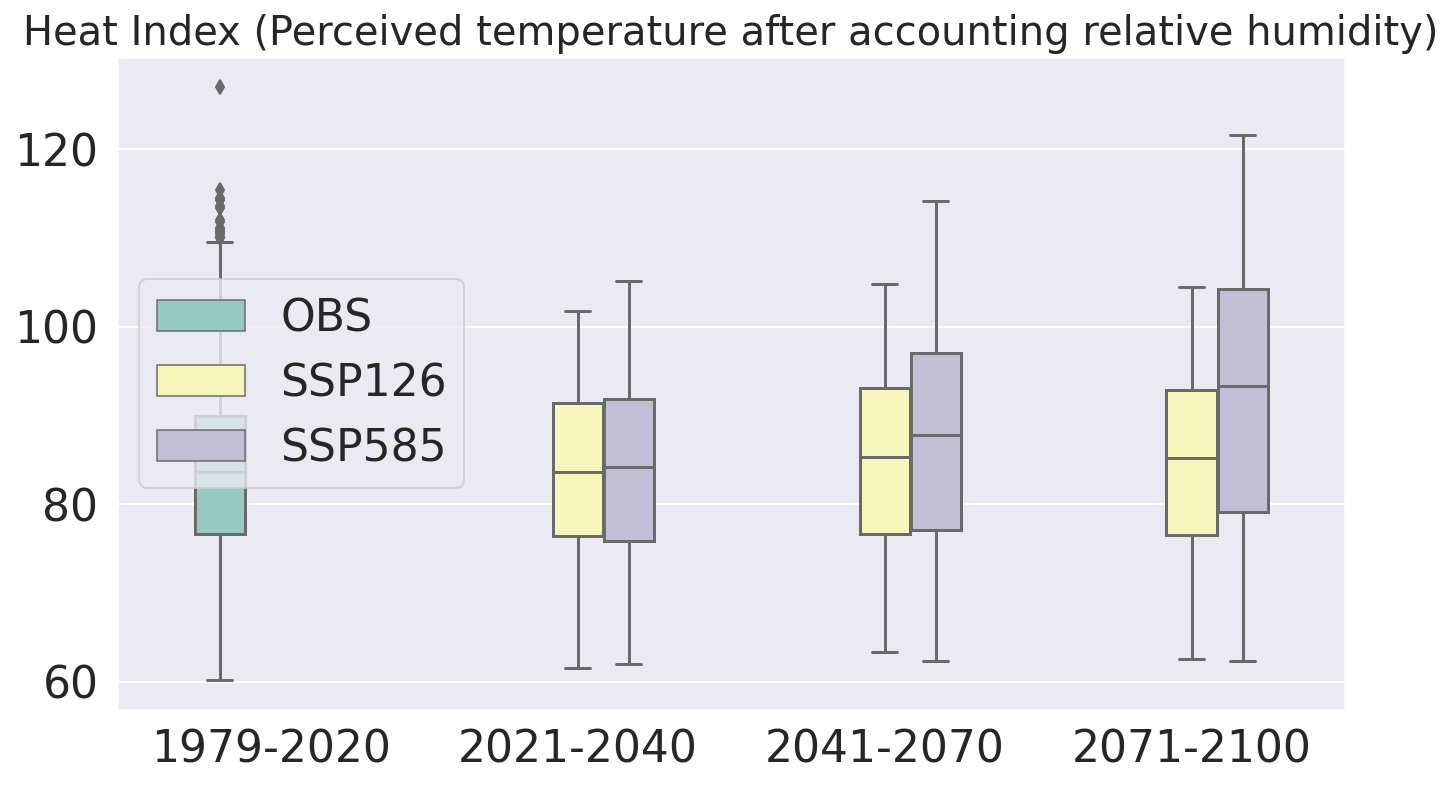 Heat Index (Perceived temperature after accounting relative humidity)
120
100
80
60
OBS
SSP126
SSP585
1979-2020 2021-2040 2041-2070 2071-2100